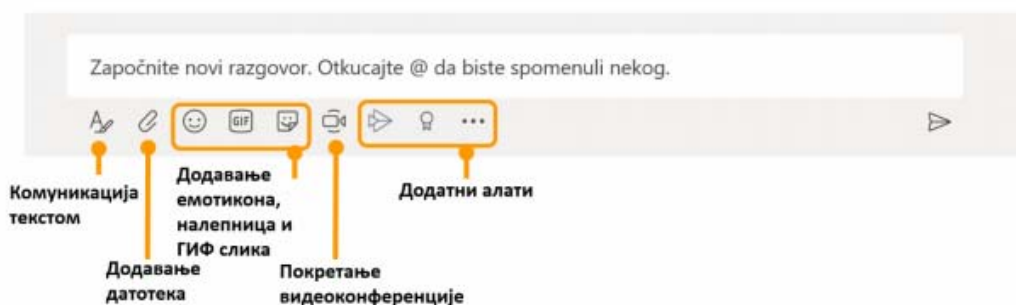 Započnite novi razgovor. Otkucajte @ da biste spomenuli nekog.
GIF
Комуникација
текстом
Додавање
емотикона,
налепница и
ГИФ слика
Додатни алати
Додавање
датотека
Покретање
видеоконференције